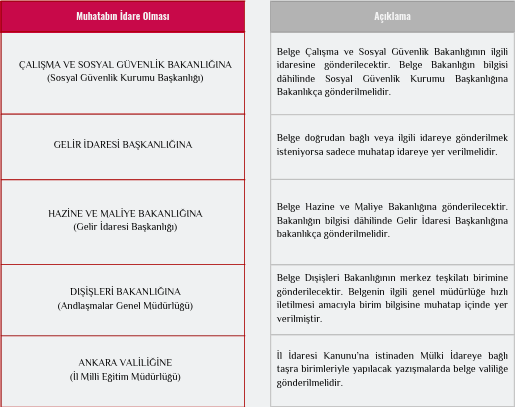 Muhatabın İdare Olması
Açıklama
ÇALIŞMA VE SOSYAL GÜVENLİK BAKANLIĞINA
(Sosyal Güvenlik Kurumu Başkanlığı)
Belge Çalışma ve Sosyal Güvenlik Bakanlığının ilgili
idaresine gönderilecektir. Belge Bakanlığın bilgisi
dâhilinde Sosyal Güvenlik Kurumu Başkanlığına
Bakanlıkça gönderilmelidir.
GELİR İDARESİ BAŞKANLIĞINA
Belge doğrudan bağlı veya ilgili idareye gönderilmek
isteniyorsa sadece muhatap idareye yer verilmelidir.
HAZİNE VE MALİYE BAKANLIĞINA
(Gelir İdaresi Başkanlığı)
Belge Hazine ve Maliye Bakanlığına gönderilecektir.
Bakanlığın bilgisi dâhilinde Gelir İdaresi Başkanlığına
bakanlıkça gönderilmelidir.
DIŞİŞLERİ BAKANLIĞINA
(Andlaşmalar Genel Müdürlüğü)
Belge Dışişleri Bakanlığının merkez teşkilatı birimine
gönderilecektir. Belgenin ilgili genel müdürlüğe hızlı
iletilmesi amacıyla birim bilgisine muhatap içinde yer
verilmiştir.
ANKARA VALİLİĞİNE
(İl Milli Eğitim Müdürlüğü)
İl İdaresi Kanunu'na istinaden Mülki İdareye bağlı
taşra birimleriyle yapılacak yazışmalarda belge valiliğe
gönderilmelidir.